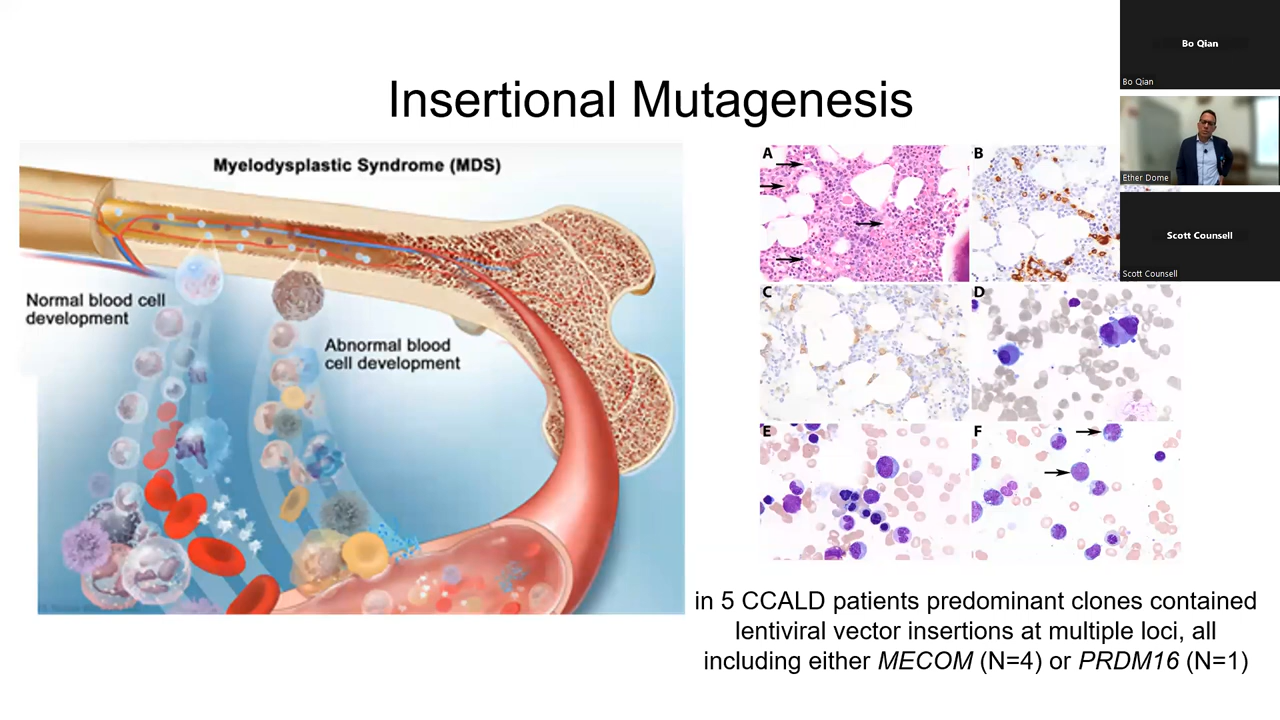 Insertional Mutagenesis
Myelodysplastic Syndrome (MDS)
Normal blood cell
development
Abnormal blood
cell development
A
B
C
D
E
F
in 5 CCALD patients predominant clones contained
lentiviral vector insertions at multiple loci, all
including either MECOM (N=4) or PRDM16 (N=1)
Bo Qian
Bo Qian
Ether Dome
Scott Counsell
Scott Counsell